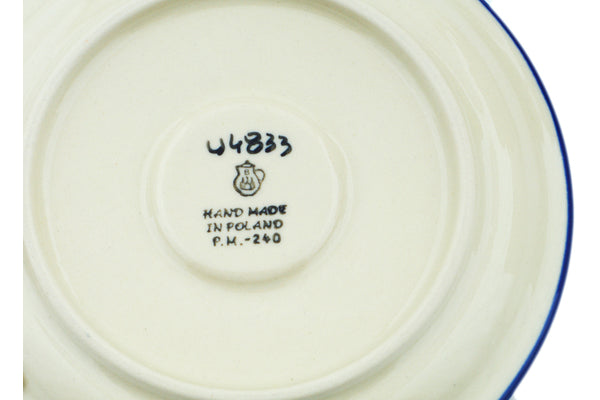 U4833
HAND MADE
IN POLAND
P.M.-240